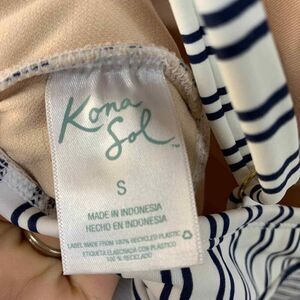 Kona
Sol™
S
MADE IN INDONESIA
HECHO EN INDONESIA
LABEL MADE FROM 100% RECYCLED PLASTIC
ETIQUETA ELABORADA CON PLÁSTICO
100 % RECICLADO